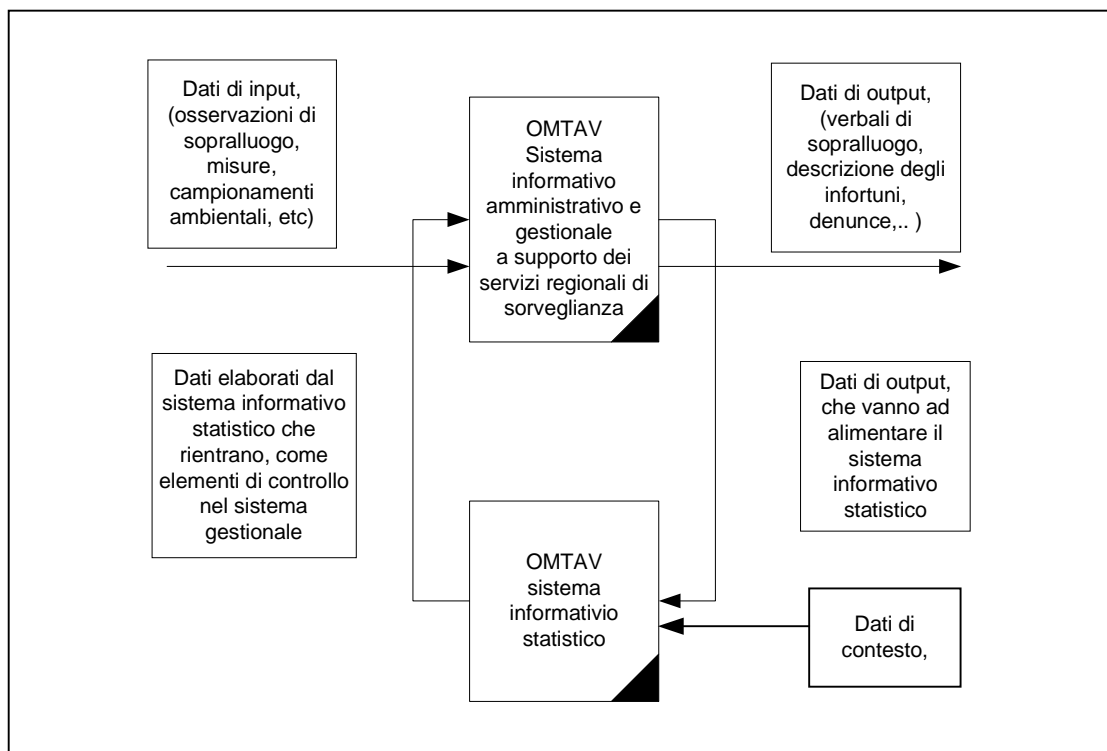 Dati di input,
(osservazioni di
sopralluogo,
misure,
campionamenti
ambientali, etc)
OMTAV
Sistema
informativo
amministrativo e
gestionale
a supporto dei
servizi regionali di
sorveglianza
Dati di output,
(verbali di
sopralluogo,
descrizione degli
infortuni,
denunce,.. )
Dati elaborati dal
sistema informativo
statistico che
rientrano, come
elementi di controllo
nel sistema
gestionale
Dati di output,
che vanno ad
alimentare il
sistema
informativo
statistico
OMTAV
sistema
informativio
statistico
Dati di
contesto,